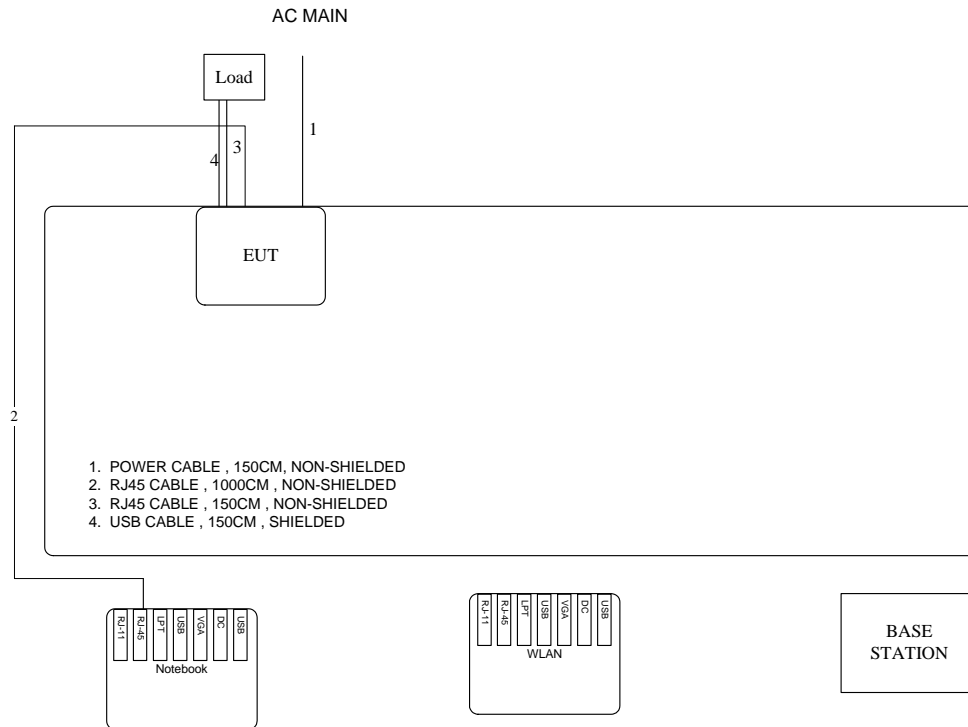 AC MAIN
Load
1
3
4
EUT
2
1. POWER CABLE , 150CM, NON-SHIELDED
2. RJ45 CABLE , 1000CM , NON-SHIELDED
3. RJ45 CABLE , 150CM , NON-SHIELDED
4. USB CABLE , 150CM , SHIELDED
RJ-11
RJ-45
LPT
USB
VGA
DC
USB
Notebook
RJ-11
RJ-45
LPT
USB
VGA
DC
USB
WLAN
BASE
STATION